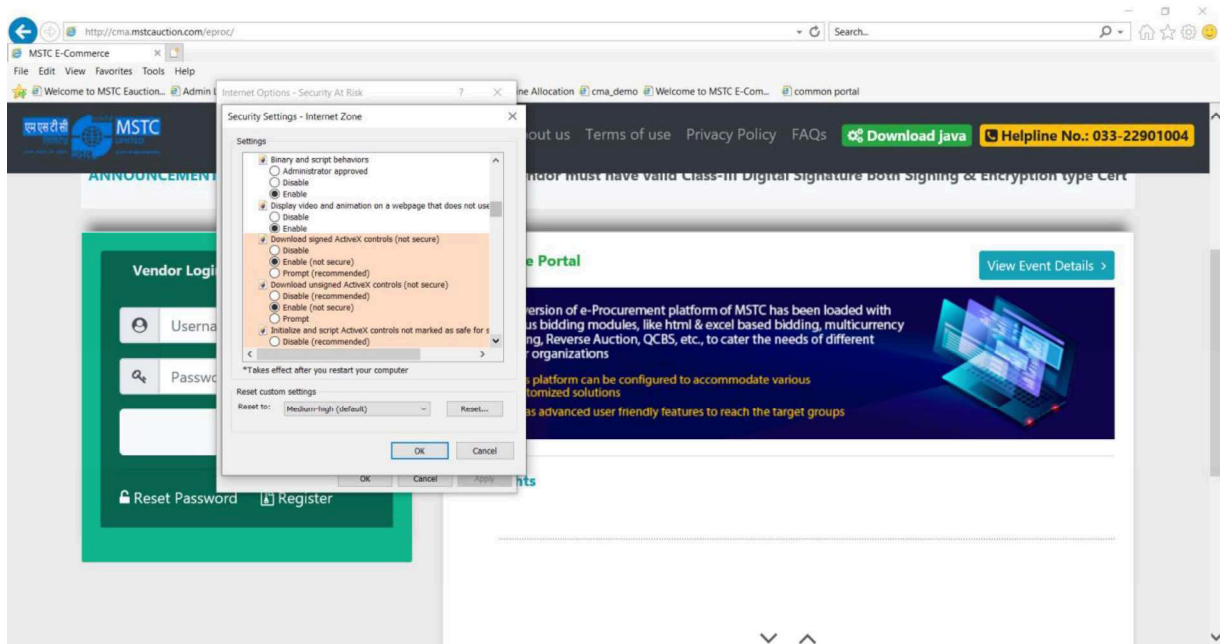 http://cma.mstcauction.com/eproc/
Search...
MSTC E-Commerce
File Edit View Favorites Tools Help
Welcome to MSTC Eauction... Admin L
ine Allocation cma_demo Welcome to MSTC E-Com... common portal
Internet Options - Security At Risk ? ×
Security Settings - Internet Zone
Settings
Binary and script behaviors
Administrator approved
Disable
Enable
Display video and animation on a webpage that does not use
Disable
Enable
Download signed ActiveX controls (not secure)
Disable
Enable (not secure)
Prompt (recommended)
Download unsigned ActiveX controls (not secure)
Disable (recommended)
Enable (not secure)
Prompt
Initialize and script ActiveX controls not marked as safe for s
Disable (recommended)
*Takes effect after you restart your computer
Reset custom settings
Reset to: Medium-high (default) Reset...
OK Cancel
OK Cancel Apply
एम एस टी सी MSTC
LIMITED
out us Terms of use Privacy Policy FAQs Download java Helpline No.: 033-22901004
ANNOUNCEMENT
ndor must have valid Class-III Digital Signature both Signing & Encryption type Cert
Vendor Logi
Userna
Passwo
Reset Password Register
e Portal
View Event Details
ersion of e-Procurement platform of MSTC has been loaded with
us bidding modules, like html & excel based bidding, multicurrency
ng, Reverse Auction, QCBS, etc., to cater the needs of different
organizations
s platform can be configured to accommodate various
tomized solutions
as advanced user friendly features to reach the target groups
hts